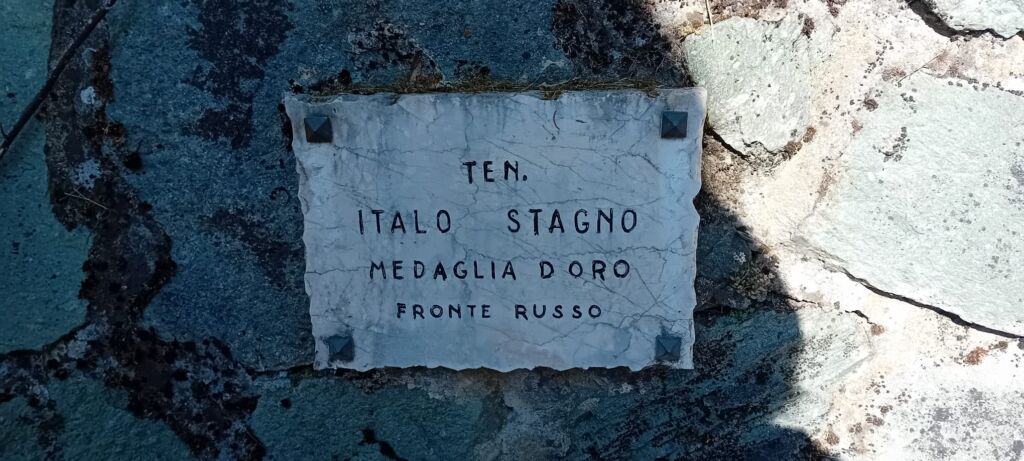 TEN.
ITALO STAGNO
MEDAGLIA D ORO
FRONTE RUSSO